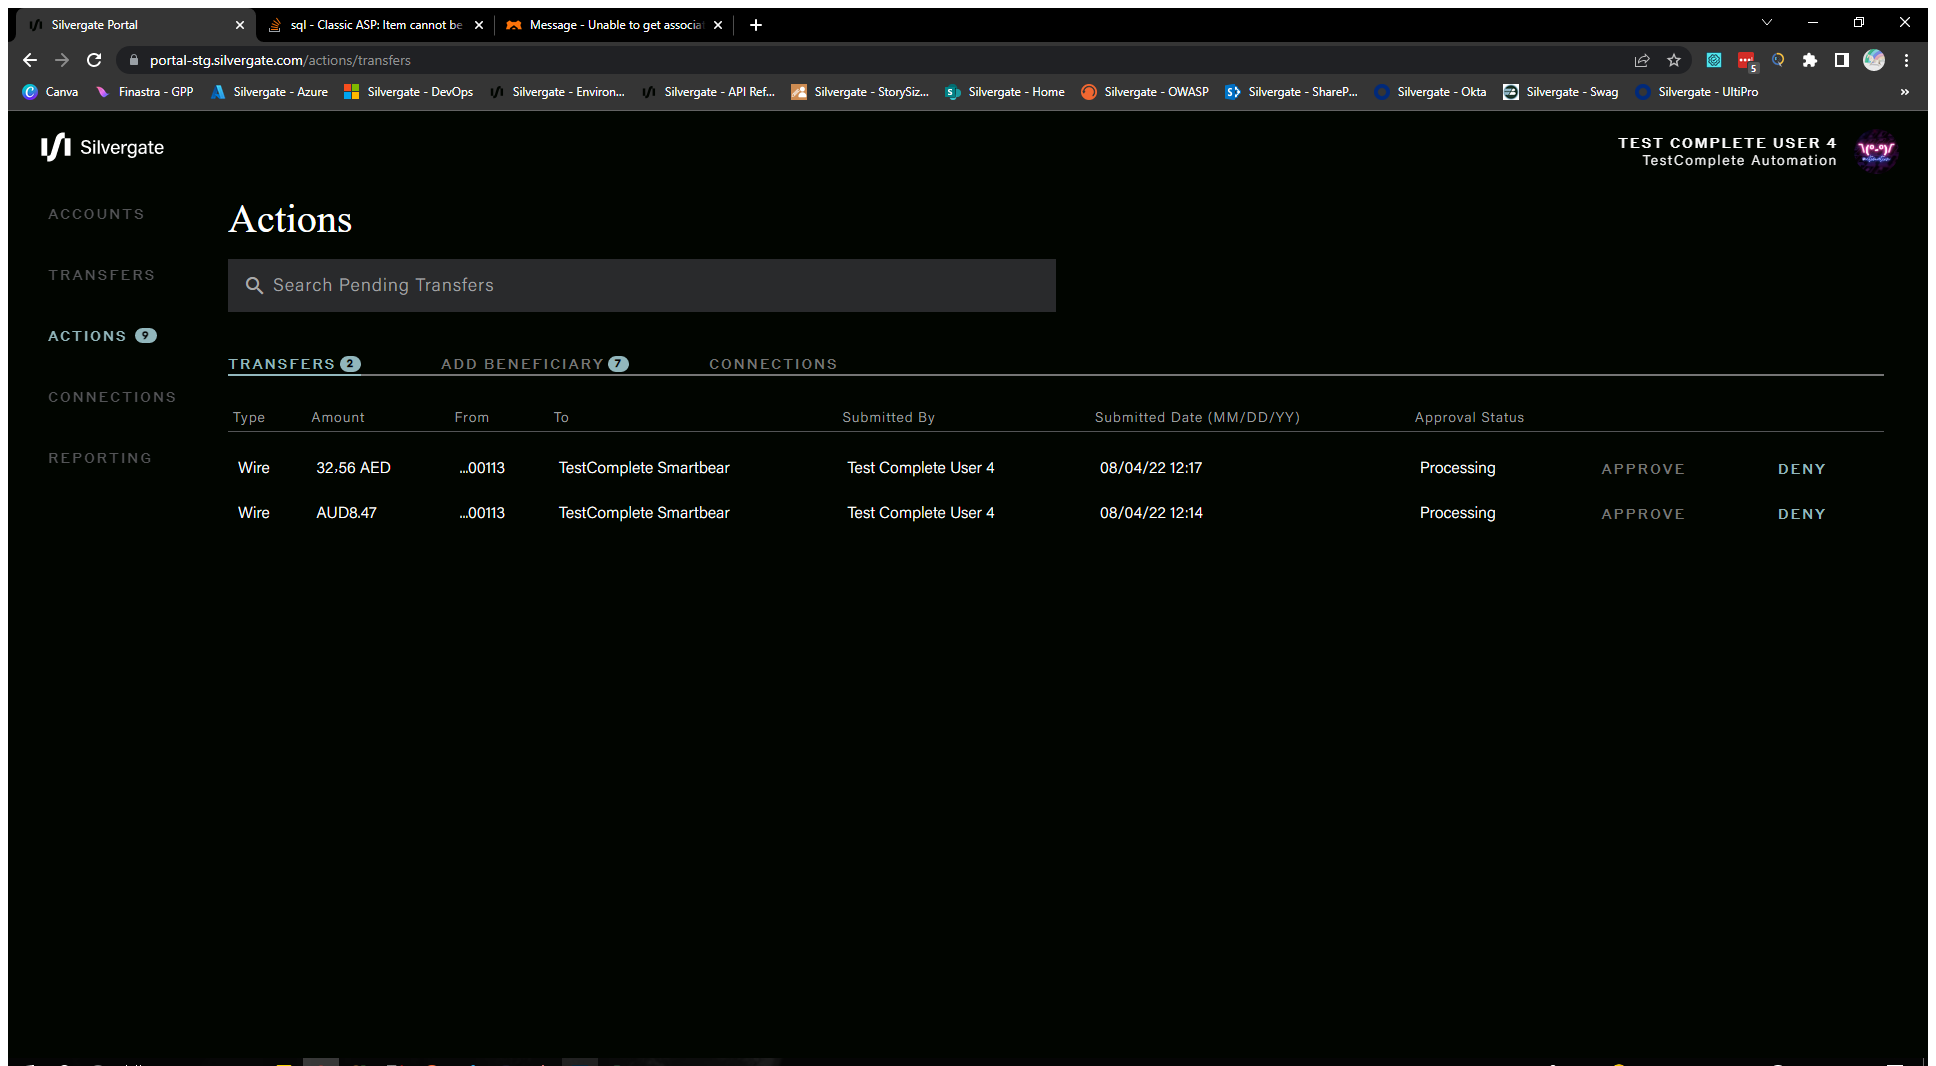 Silvergate Portal
sql - Classic ASP: Item cannot be
Message - Unable to get associa
portal-stg.silvergate.com/actions/transfers
5
Canva
Finastra - GPP
Silvergate - Azure
Silvergate - DevOps
Silvergate - Environ...
Silvergate - API Ref...
Silvergate - StorySiz...
Silvergate - Home
Silvergate - OWASP
Silvergate - ShareP...
Silvergate - Okta
Silvergate - Swag
Silvergate - UltiPro
»
Silvergate
TEST COMPLETE USER 4
TestComplete Automation
ACCOUNTS
TRANSFERS
ACTIONS 9
CONNECTIONS
REPORTING
Actions
Search Pending Transfers
TRANSFERS 2 ADD BENEFICIARY 7 CONNECTIONS
Type Amount From To Submitted By Submitted Date (MM/DD/YY) Approval Status
Wire 32,56 AED ...00113 TestComplete Smartbear Test Complete User 4 08/04/22 12:17 Processing APPROVE DENY
Wire AUD8.47 ...00113 TestComplete Smartbear Test Complete User 4 08/04/22 12:14 Processing APPROVE DENY